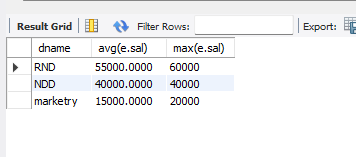 Result Grid Filter Rows: Export:
dname avg(e.sal) max(e.sal)
RND 55000.0000 60000
NDD 40000.0000 40000
marketry 15000.0000 20000